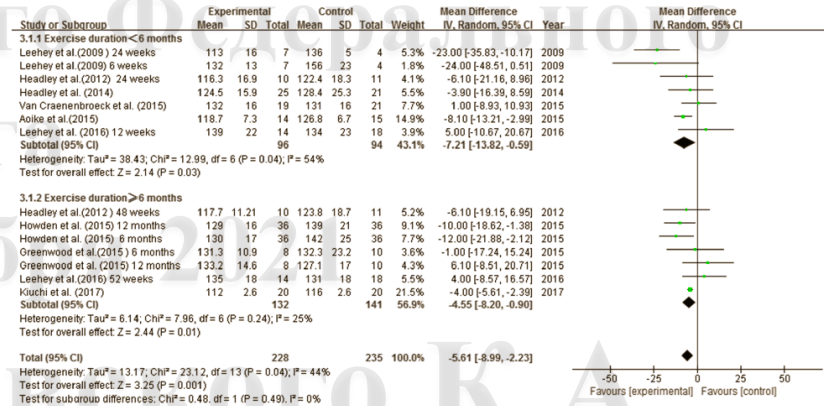 Experimental Control Mean Difference Mean Difference
Study or Subgroup Mean SD Total Mean SD Total Weight IV, Random, 95% CI Year IV, Random, 95% CI
3.1.1 Exercise duration<6 months
Leehey et al.(2009 ) 24 weeks 113 16 7 136 5 4 5.3% -23.00 [-35.83, -10.17] 2009
Leehey et al.(2009) 6 weeks 132 13 7 156 23 4 1.8% -24.00 [-48.51, 0.51] 2009
Headley et al.(2012) 24 weeks 116.3 16.9 10 122.4 18.3 11 4.2% -6.10 [-21.16, 8.96] 2012
Headley et al.(2014) 124.5 15.9 25 128.4 25.3 21 5.5% -3.90 [-16.39, 8.59] 2014
Van Craenenbroeck et al. (2015) 132 16 19 131 16 21 7.5% 1.00 [-8.93, 10.93] 2015
Aoike et al.(2015) 118.7 7.3 14 126.8 6.7 15 14.8% -8.10 [-13.21, -2.99] 2015
Leehey et al.(2016) 12 weeks 139 22 14 134 23 18 4.0% 5.00 [-10.67, 20.67] 2016
Subtotal (95% CI) 96 94 43.1% -7.21 [-13.82, -0.59]
Heterogeneity: Tau² = 38.43; Chi² = 12.99, df = 6 (P = 0.04); I² = 54%
Test for overall effect: Z = 2.14 (P = 0.03)
3.1.2 Exercise duration≥6 months
Headley et al.(2012 ) 48 weeks 117.7 11.21 10 123.8 18.7 11 5.2% -6.10 [-19.15, 6.95] 2012
Howden et al.(2015) 12 months 129 16 36 139 21 36 9.1% -10.00 [-18.62, -1.38] 2015
Howden et al. (2015) 6 months 130 17 36 142 25 36 7.5% -12.00 [-21.88, -2.12] 2015
Greenwood et al.(2015 ) 6 months 131.3 10.9 8 132.3 23.2 10 3.8% -1.00 [-17.24, 15.24] 2015
Greenwood et al. (2015) 12 months 133.2 14.6 8 127.1 17 10 4.5% 6.10 [-8.51, 20.71] 2015
Leehey et al.(2016) 52 weeks 135 18 14 131 18 18 5.4% 4.00 [-8.57, 16.57] 2016
Kiuchi et al. (2017) 112 2.6 20 116 2.6 20 21.5% -4.00 [-5.61, -2.39] 2017
Subtotal (95% CI) 132 141 56.9% -4.55 [-8.20, -0.90]
Heterogeneity: Tau² = 6.14; Chi² = 7.96, df = 6 (P = 0.24); I² = 25%
Test for overall effect: Z = 2.44 (P = 0.01)
Total (95% CI) 228 235 100.0% -5.61 [-8.99, -2.23]
Heterogeneity: Tau² = 13.17; Chi² = 23.12, df = 13 (P = 0.04); I² = 44%
Test for overall effect: Z = 3.25 (P = 0.001)
Test for subgroup differences: Chi² = 0.48, df = 1 (P = 0.49), I² = 0%
-50 -25 0 25 50
Favours [experimental] Favours [control]
2021